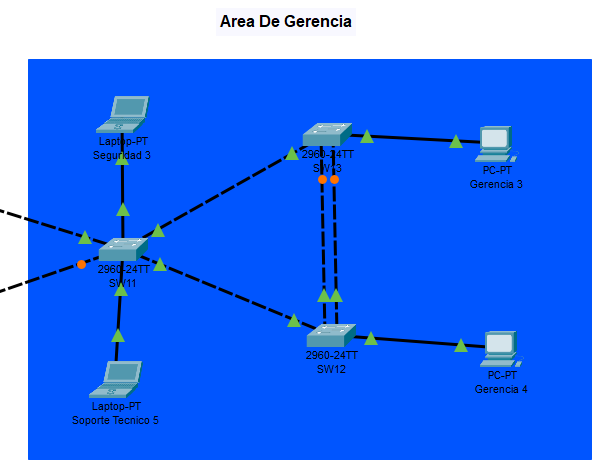 Area De Gerencia
Laptop-PT
Seguridad 3
2960-24TT
SW13
PC-PT
Gerencia 3
2960-24TT
SW11
2960-24TT
SW12
PC-PT
Gerencia 4
Laptop-PT
Soporte Tecnico 5